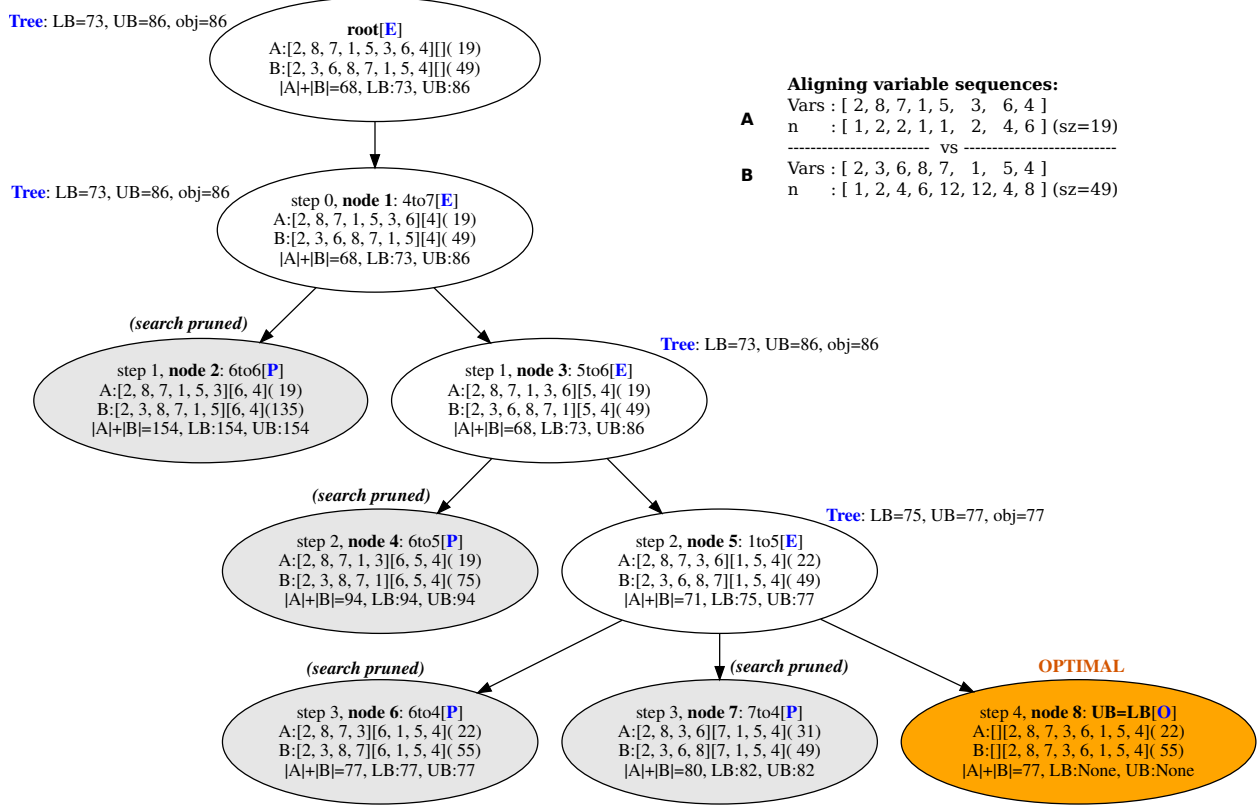 Tree: LB=73, UB=86, obj=86
root[E]
A:[2, 8, 7, 1, 5, 3, 6, 4][]( 19)
B:[2, 3, 6, 8, 7, 1, 5, 4][]( 49)
|A|+|B|=68, LB:73, UB:86
Aligning variable sequences:
A
Vars : [ 2, 8, 7, 1, 5, 3, 6, 4 ]
n : [ 1, 2, 2, 1, 1, 2, 4, 6 ] (sz=19)
------------------------- vs ---------------------------
B
Vars : [ 2, 3, 6, 8, 7, 1, 5, 4 ]
n : [ 1, 2, 4, 6, 12, 12, 4, 8 ] (sz=49)
Tree: LB=73, UB=86, obj=86
step 0, node 1: 4to7[E]
A:[2, 8, 7, 1, 5, 3, 6][4]( 19)
B:[2, 3, 6, 8, 7, 1, 5][4]( 49)
|A|+|B|=68, LB:73, UB:86
(search pruned)
step 1, node 2: 6to6[P]
A:[2, 8, 7, 1, 5, 3][6, 4]( 19)
B:[2, 3, 8, 7, 1, 5][6, 4](135)
|A|+|B|=154, LB:154, UB:154
Tree: LB=73, UB=86, obj=86
step 1, node 3: 5to6[E]
A:[2, 8, 7, 1, 3, 6][5, 4]( 19)
B:[2, 3, 6, 8, 7, 1][5, 4]( 49)
|A|+|B|=68, LB:73, UB:86
(search pruned)
step 2, node 4: 6to5[P]
A:[2, 8, 7, 1, 3][6, 5, 4]( 19)
B:[2, 3, 8, 7, 1][6, 5, 4]( 75)
|A|+|B|=94, LB:94, UB:94
Tree: LB=75, UB=77, obj=77
step 2, node 5: 1to5[E]
A:[2, 8, 7, 3, 6][1, 5, 4]( 22)
B:[2, 3, 6, 8, 7][1, 5, 4]( 49)
|A|+|B|=71, LB:75, UB:77
(search pruned)
step 3, node 6: 6to4[P]
A:[2, 8, 7, 3][6, 1, 5, 4]( 22)
B:[2, 3, 8, 7][6, 1, 5, 4]( 55)
|A|+|B|=77, LB:77, UB:77
(search pruned)
step 3, node 7: 7to4[P]
A:[2, 8, 3, 6][7, 1, 5, 4]( 31)
B:[2, 3, 6, 8][7, 1, 5, 4]( 49)
|A|+|B|=80, LB:82, UB:82
OPTIMAL
step 4, node 8: UB=LB[O]
A:[][2, 8, 7, 3, 6, 1, 5, 4]( 22)
B:[][2, 8, 7, 3, 6, 1, 5, 4]( 55)
|A|+|B|=77, LB:None, UB:None